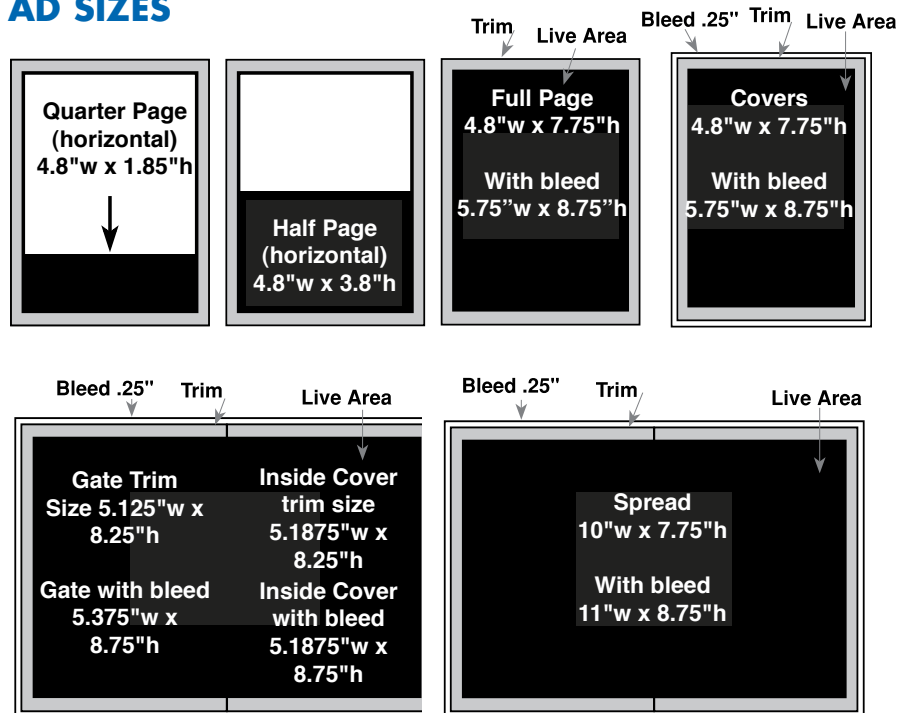 AD SIZES
Trim
Live Area
Bleed .25"
Trim
Live Area
Quarter Page
(horizontal)
4.8"w x 1.85"h
Half Page
(horizontal)
4.8"w x 3.8"h
Full Page
4.8"w x 7.75"h
With bleed
5.75”w x 8.75”h
Covers
4.8"w x 7.75"h
With bleed
5.75"w x 8.75"h
Bleed .25"
Trim
Live Area
Gate Trim
Size 5.125"w x
8.25"h
Gate with bleed
5.375"w x
8.75"h
Inside Cover
trim size
5.1875"w x
8.25"h
Inside Cover
with bleed
5.1875"w x
8.75"h
Bleed .25"
Trim
Live Area
Spread
10"w x 7.75"h
With bleed
11"w x 8.75"h